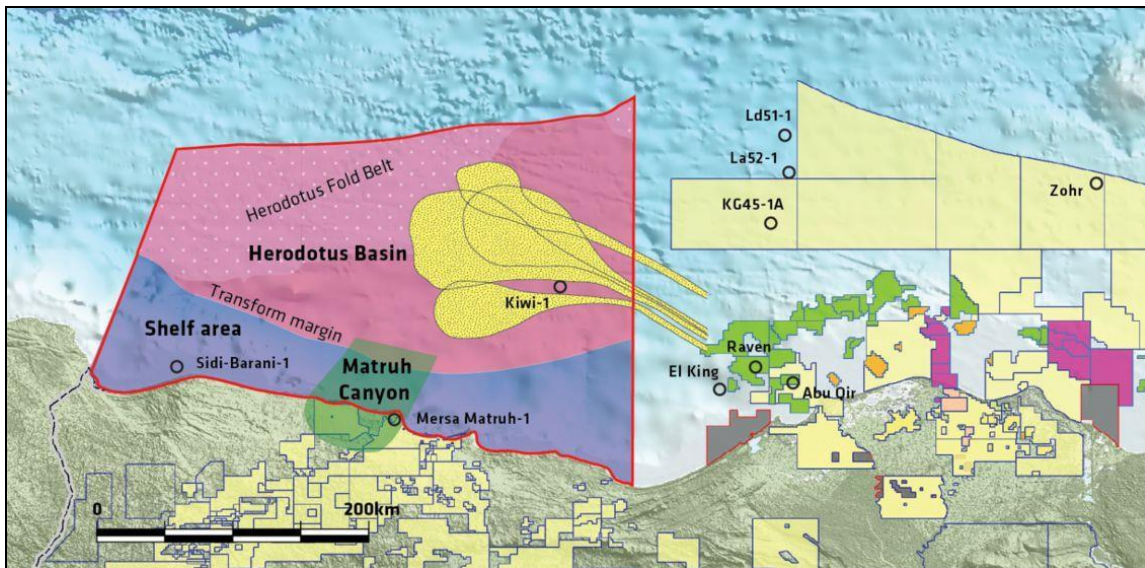 Ld51-1
La52-1
Zohr
KG45-1A
Herodotus Fold Belt
Herodotus Basin
Kiwi-1
Transform margin
Shelf area
Sidi-Barani-1
Matruh
Canyon
Mersa Matruh-1
Raven
El King
Abu Qir
0
200km